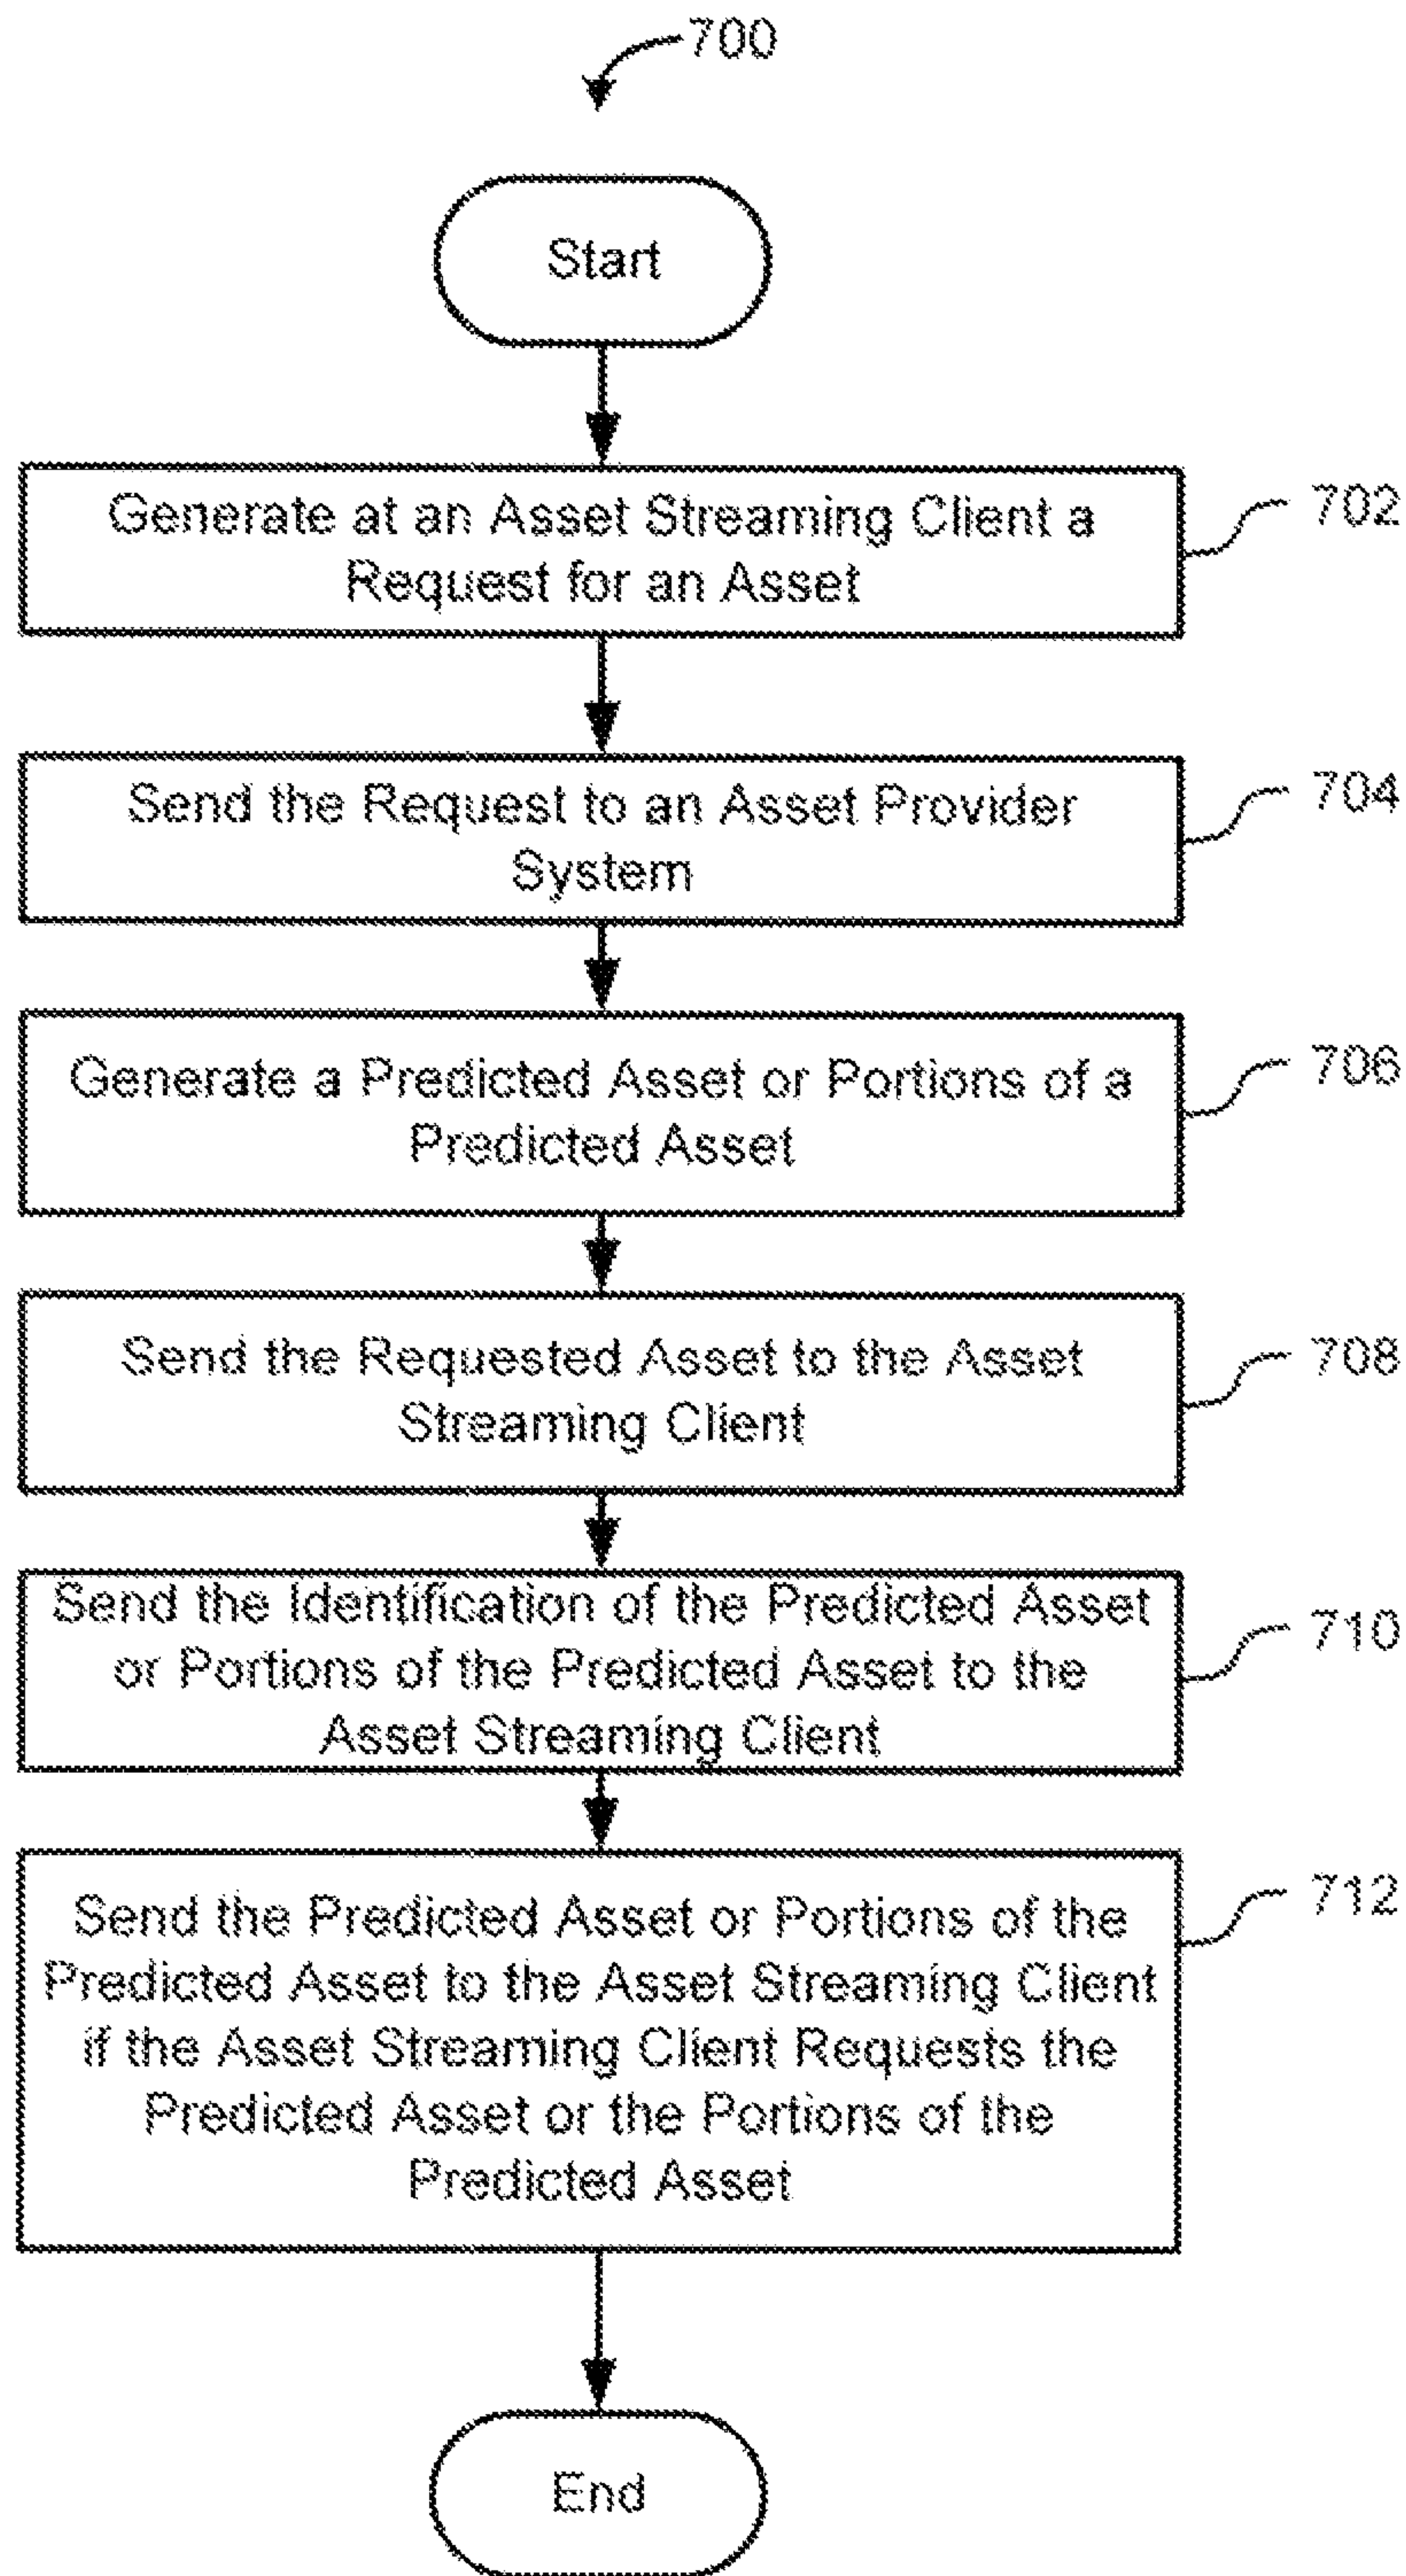 700
Start
Generate at an Asset Streaming Client a
Request for an Asset
702
Send the Request to an Asset Provider
System
704
Generate a Predicted Asset or Portions of a
Predicted Asset
706
Send the Requested Asset to the Asset
Streaming Client
708
Send the Identification of the Predicted Asset
or Portions of the Predicted Asset to the
Asset Streaming Client
710
Send the Predicted Asset or Portions of the
Predicted Asset to the Asset Streaming Client
if the Asset Streaming Client Requests the
Predicted Asset or the Portions of the
Predicted Asset
712
End